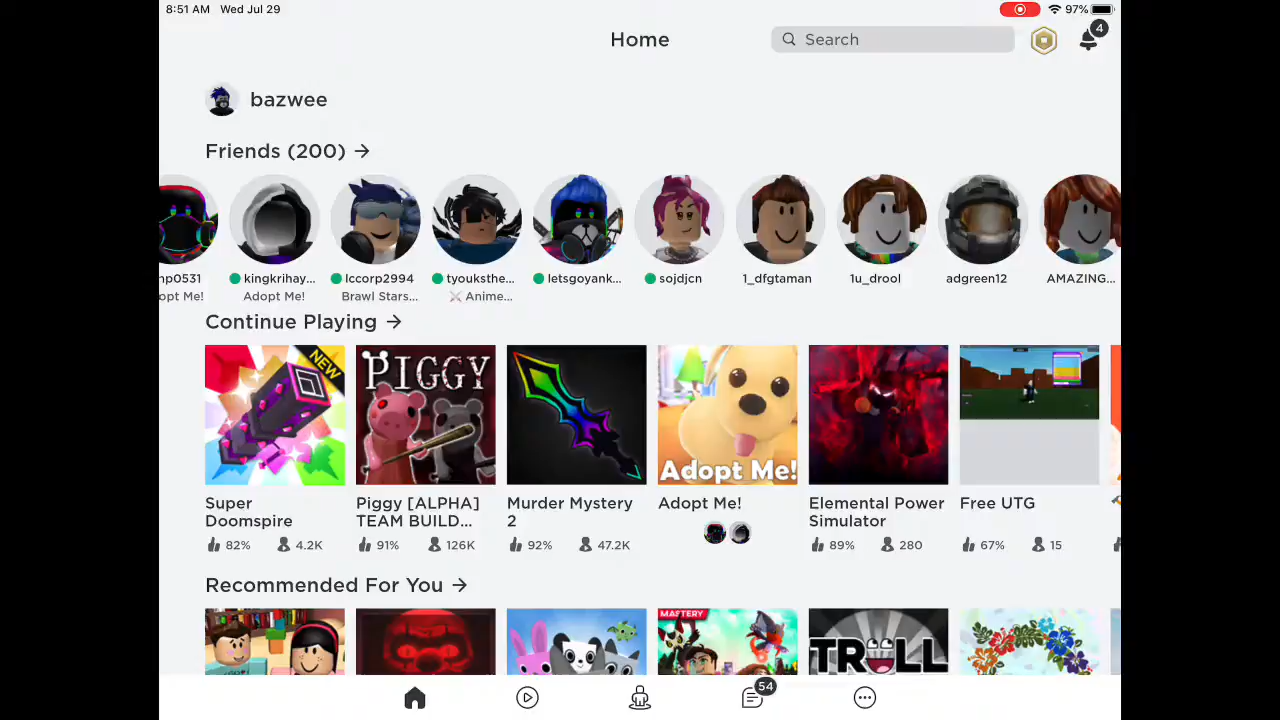 8:51 AM Wed Jul 29
97%
Home
Search
4
bazwee
Friends (200)
np0531
kingkrihay...
lccorp2994
tyouksthe...
letsgoyank...
sojdjcn
1_dfgtaman
1u_drool
adgreen12
AMAZING...
opt Me!
Adopt Me!
Brawl Stars...
Anime...
Continue Playing
NEW
PIGGY
Adopt Me!
Super Doomspire
Piggy [ALPHA] TEAM BUILD...
Murder Mystery 2
Adopt Me!
Elemental Power Simulator
Free UTG
82%
4.2K
91%
126K
92%
47.2K
89%
280
67%
15
Recommended For You
MASTERY
TROLL
54